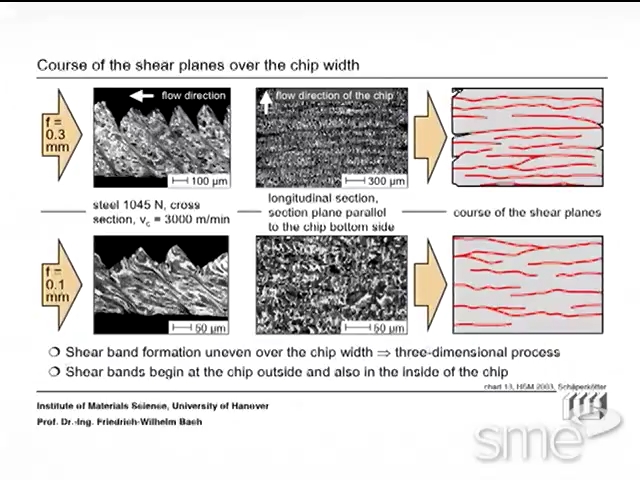 Course of the shear planes over the chip width
f =
0.3
mm
flow direction
100 µm
flow direction of the chip
300 µm
steel 1045 N, cross
section, vc = 3000 m/min
longitudinal section,
section plane parallel
to the chip bottom side
course of the shear planes
f =
0.1
mm
50 µm
50 µm
❍ Shear band formation uneven over the chip width ⇒ three-dimensional process
❍ Shear bands begin at the chip outside and also in the inside of the chip
chart 13, HSM 2003, Schäperkötter
Institute of Materials Science, University of Hanover
Prof. Dr.-Ing. Friedrich-Wilhelm Bach
sme